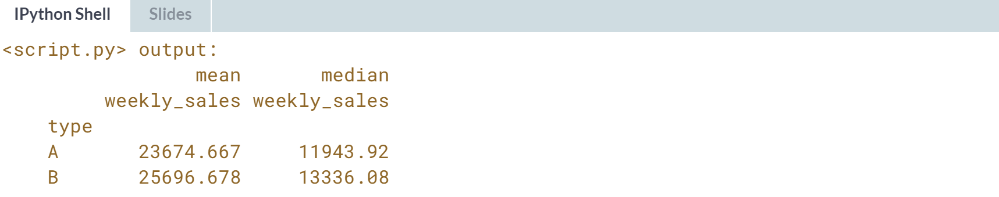 IPython Shell Slides
<script.py> output:
mean median
weekly_sales weekly_sales
type
A 23674.667 11943.92
B 25696.678 13336.08